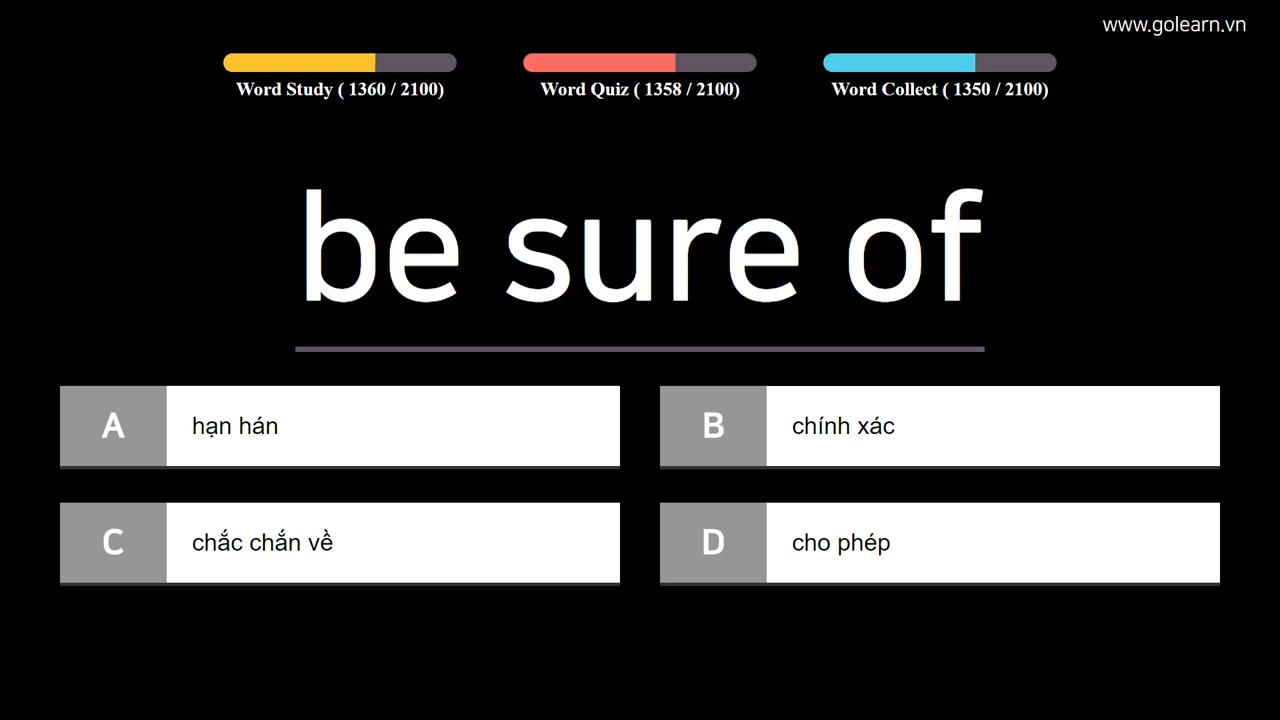 www.golearn.vn
Word Study ( 1360 / 2100)
Word Quiz ( 1358 / 2100)
Word Collect ( 1350 / 2100)
be sure of
A hạn hán
B chính xác
C chắc chắn về
D cho phép